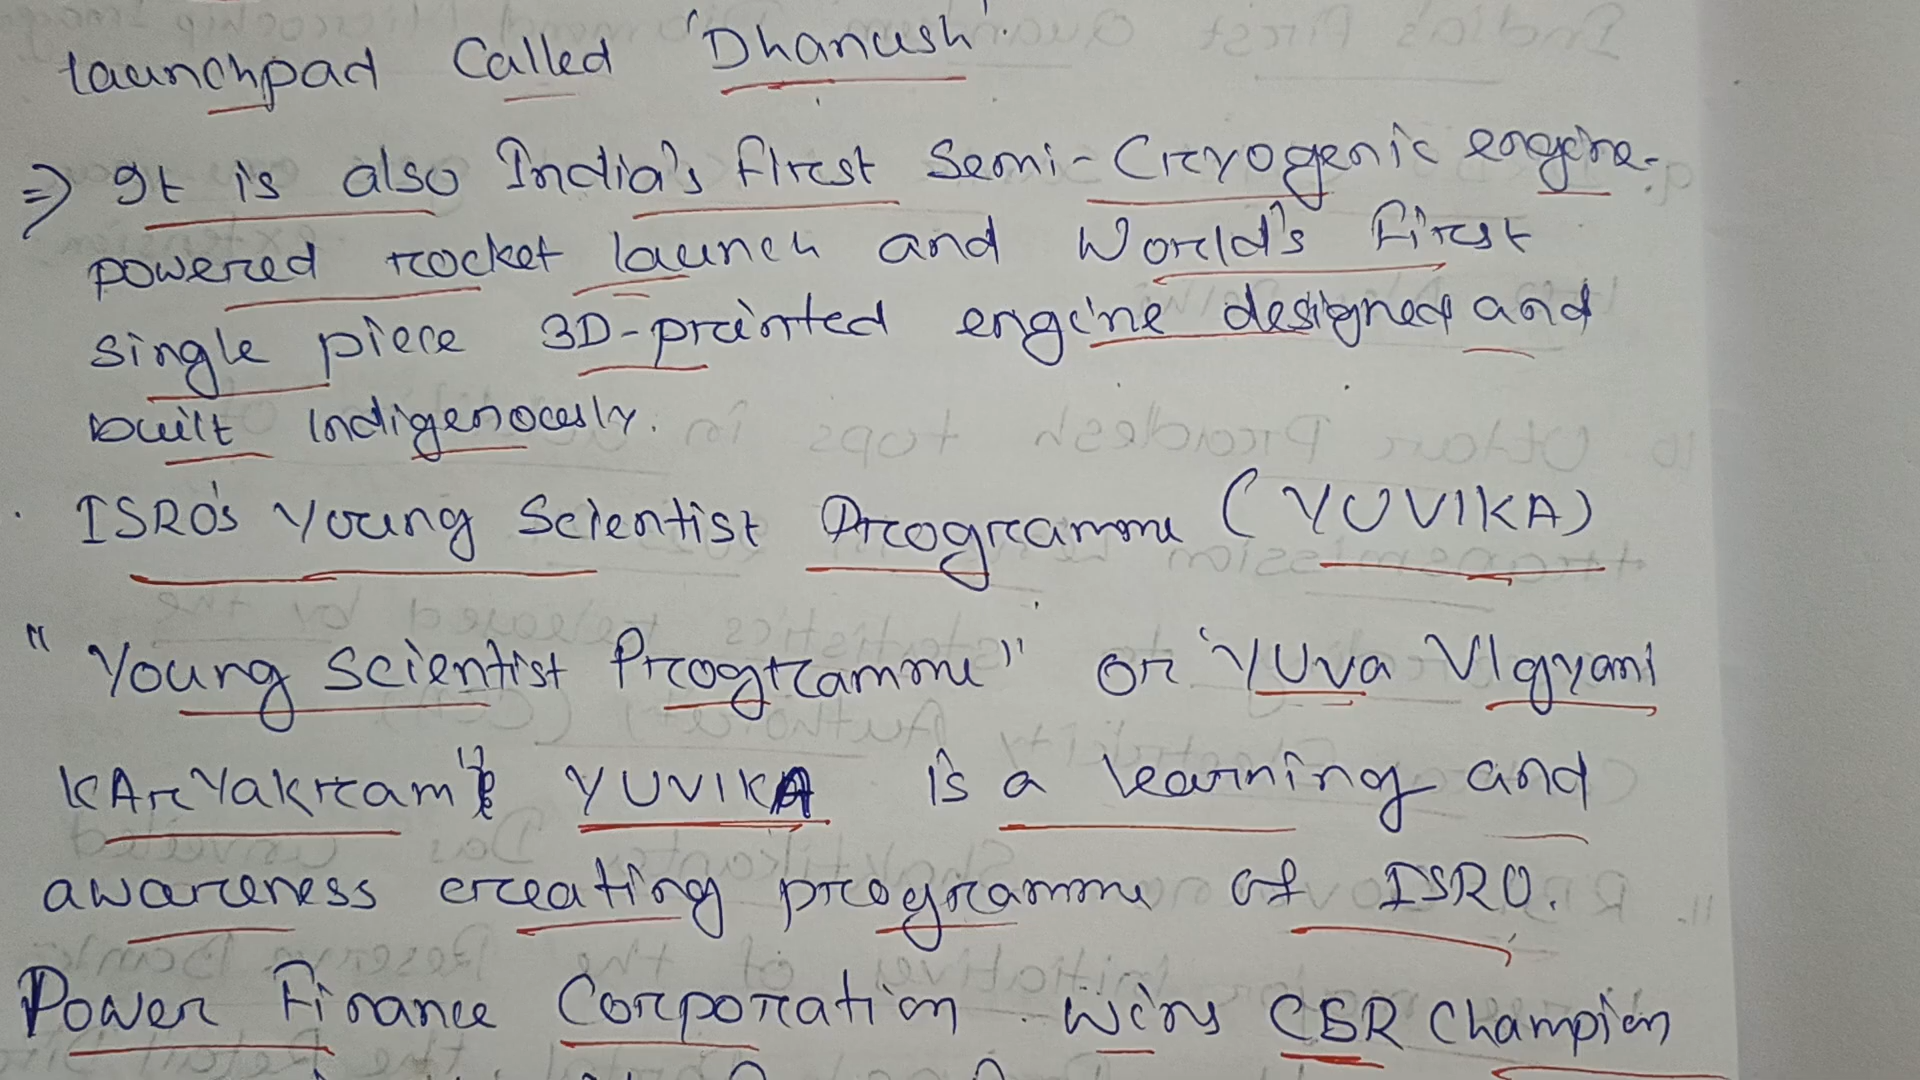 launchpad Called 'Dhanush'.
⇒ It is also India's first Semi-Cryogenic engine-
powered rocket launch and World's First
single piece 3D-printed engine designed and
built Indigenously.
· ISRO's Young Scientist Programme (YUVIKA)
"Young Scientist Programme" or 'YUva VIgyanI
KAryakram' YUVIKA is a learning and
awareness creating programme of ISRO.
Power Finance Corporation. Wins CSR Champion